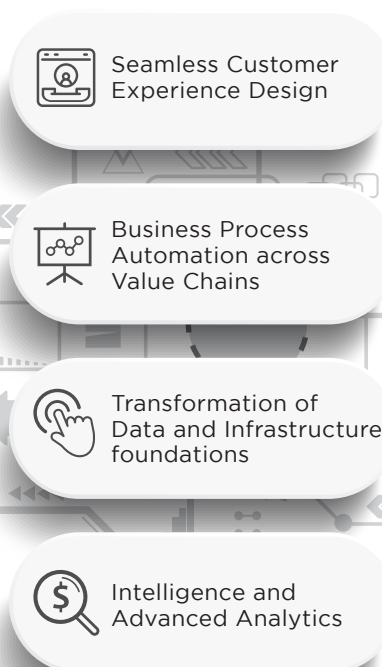 Seamless Customer
Experience Design
Business Process
Automation across
Value Chains
Transformation of
Data and Infrastructure
foundations
$
Intelligence and
Advanced Analytics